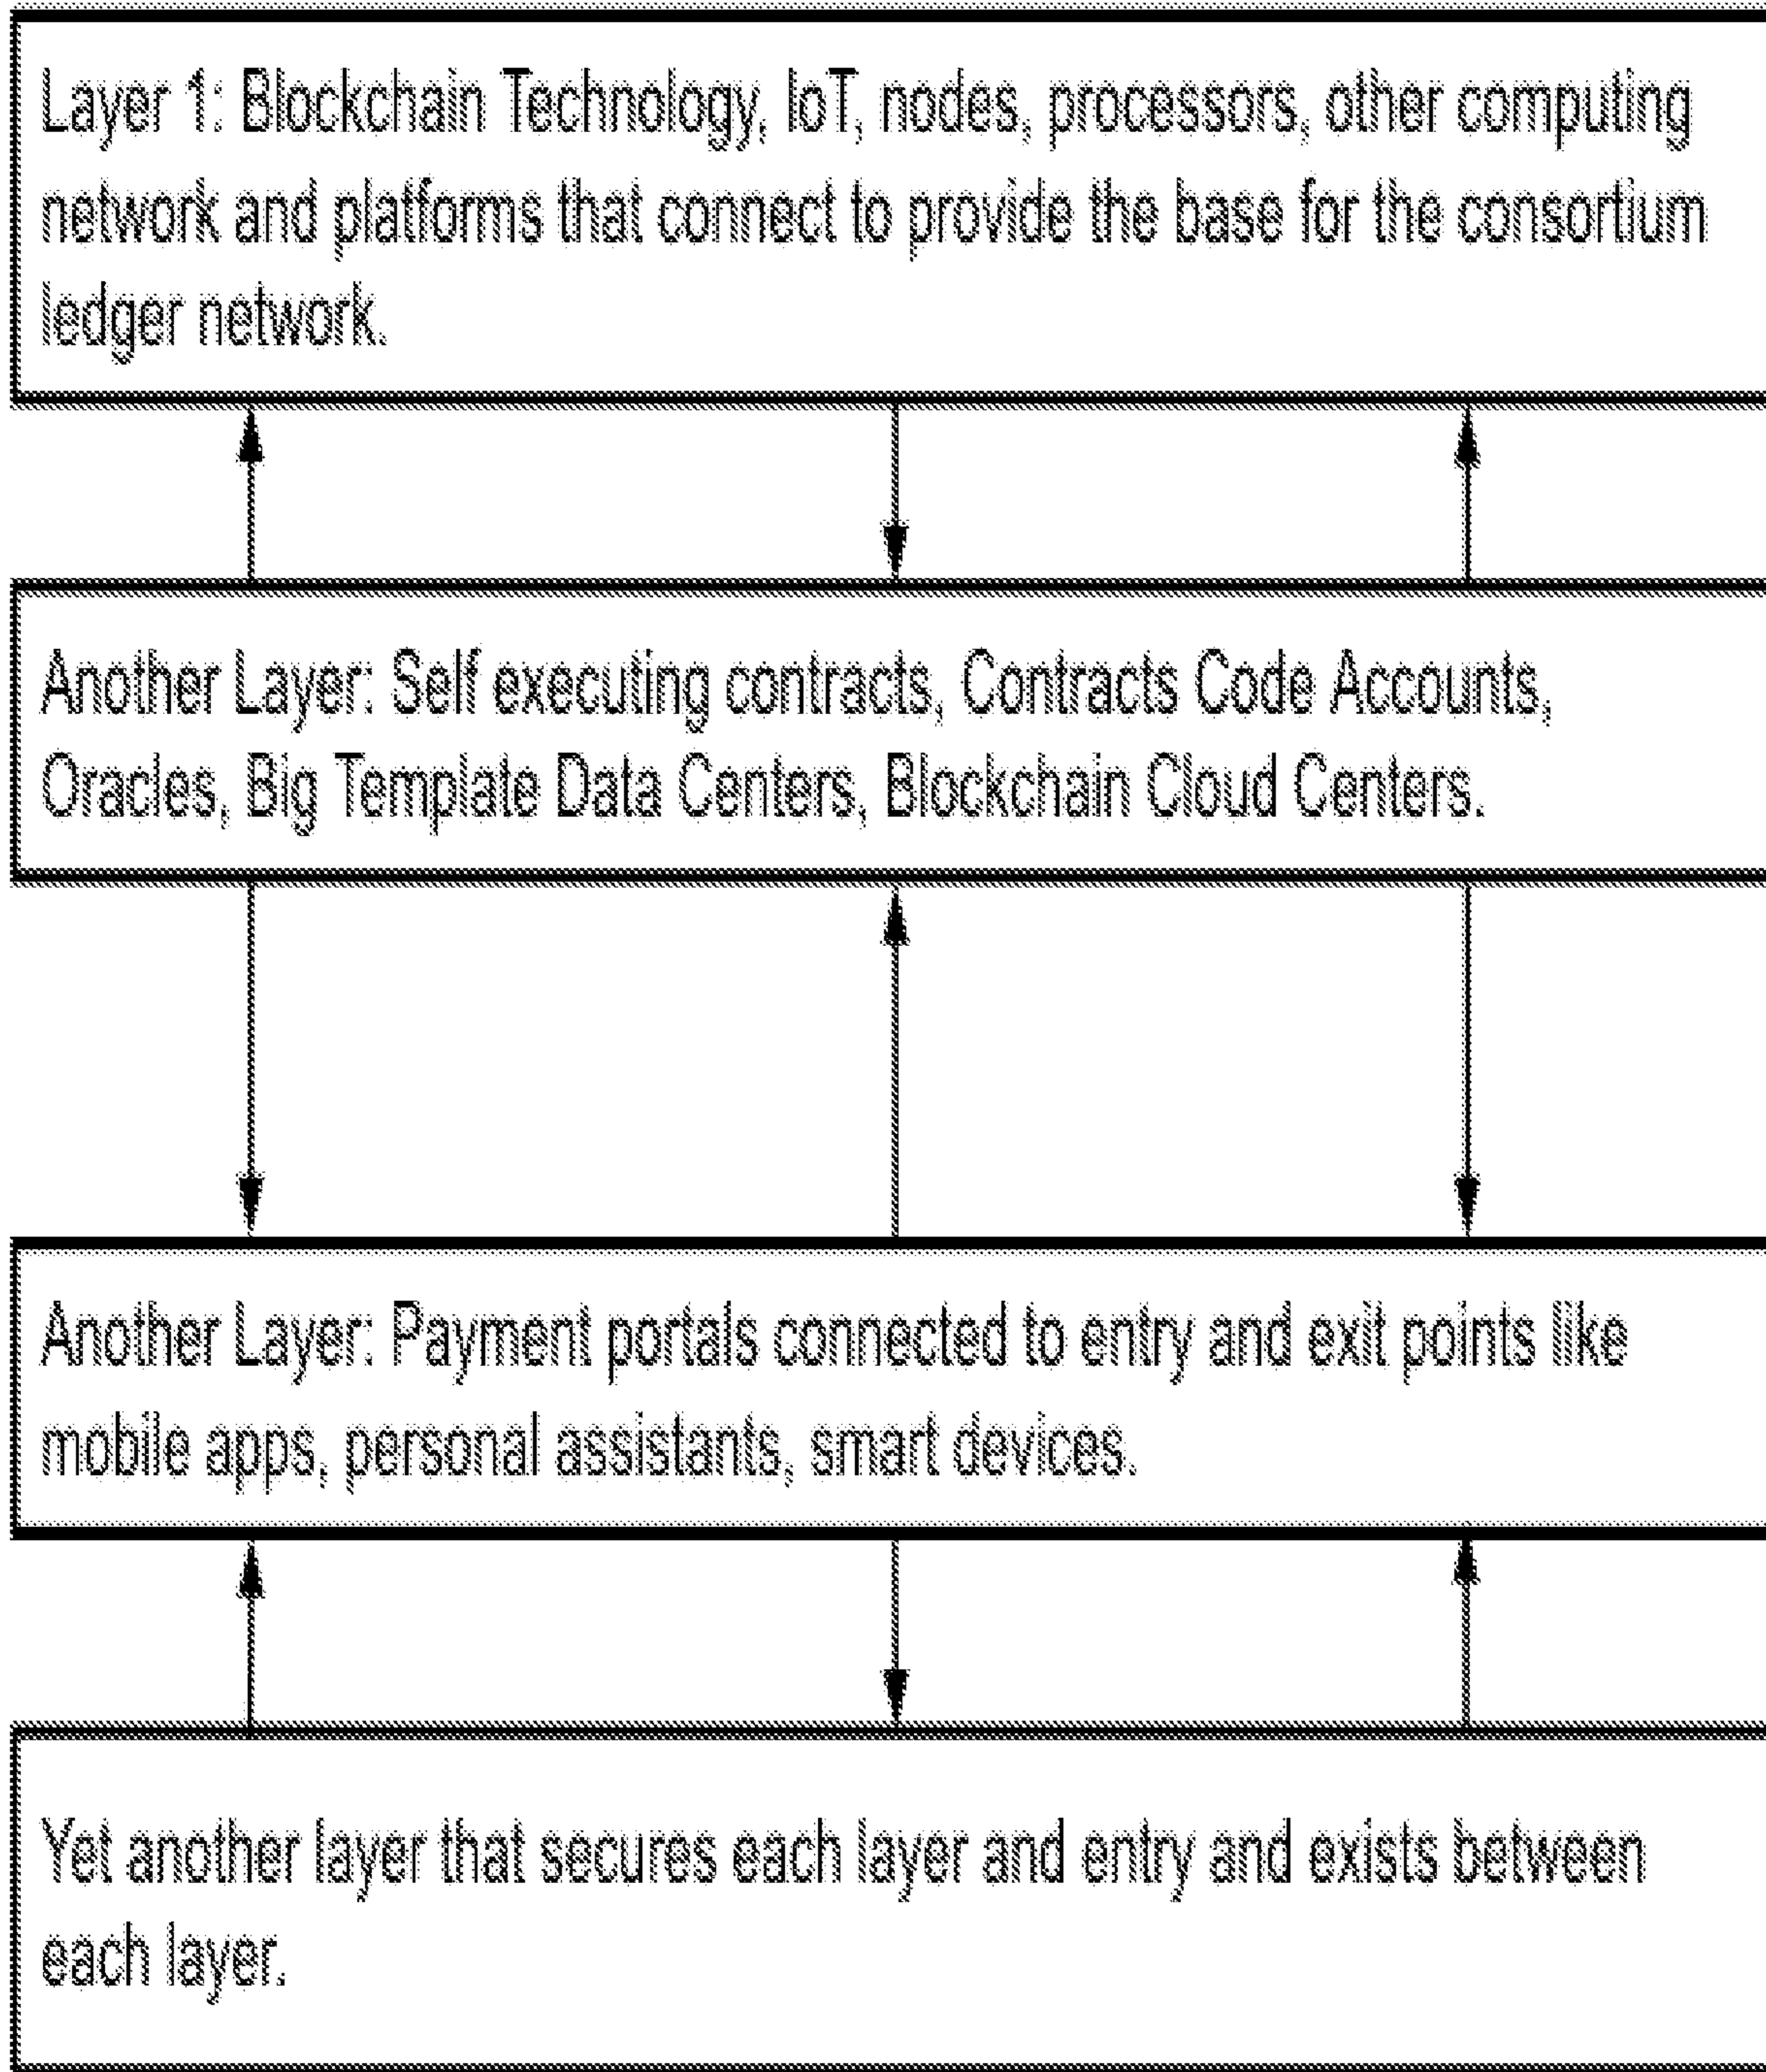 Layer 1: Blockchain Technology, IoT, nodes, processors, other computing
network and platforms that connect to provide the base for the consortium
ledger network.
Another Layer: Self executing contracts, Contracts Code Accounts,
Oracles, Big Template Data Centers, Blockchain Cloud Centers.
Another Layer: Payment portals connected to entry and exit points like
mobile apps, personal assistants, smart devices.
Yet another layer that secures each layer and entry and exists between
each layer.